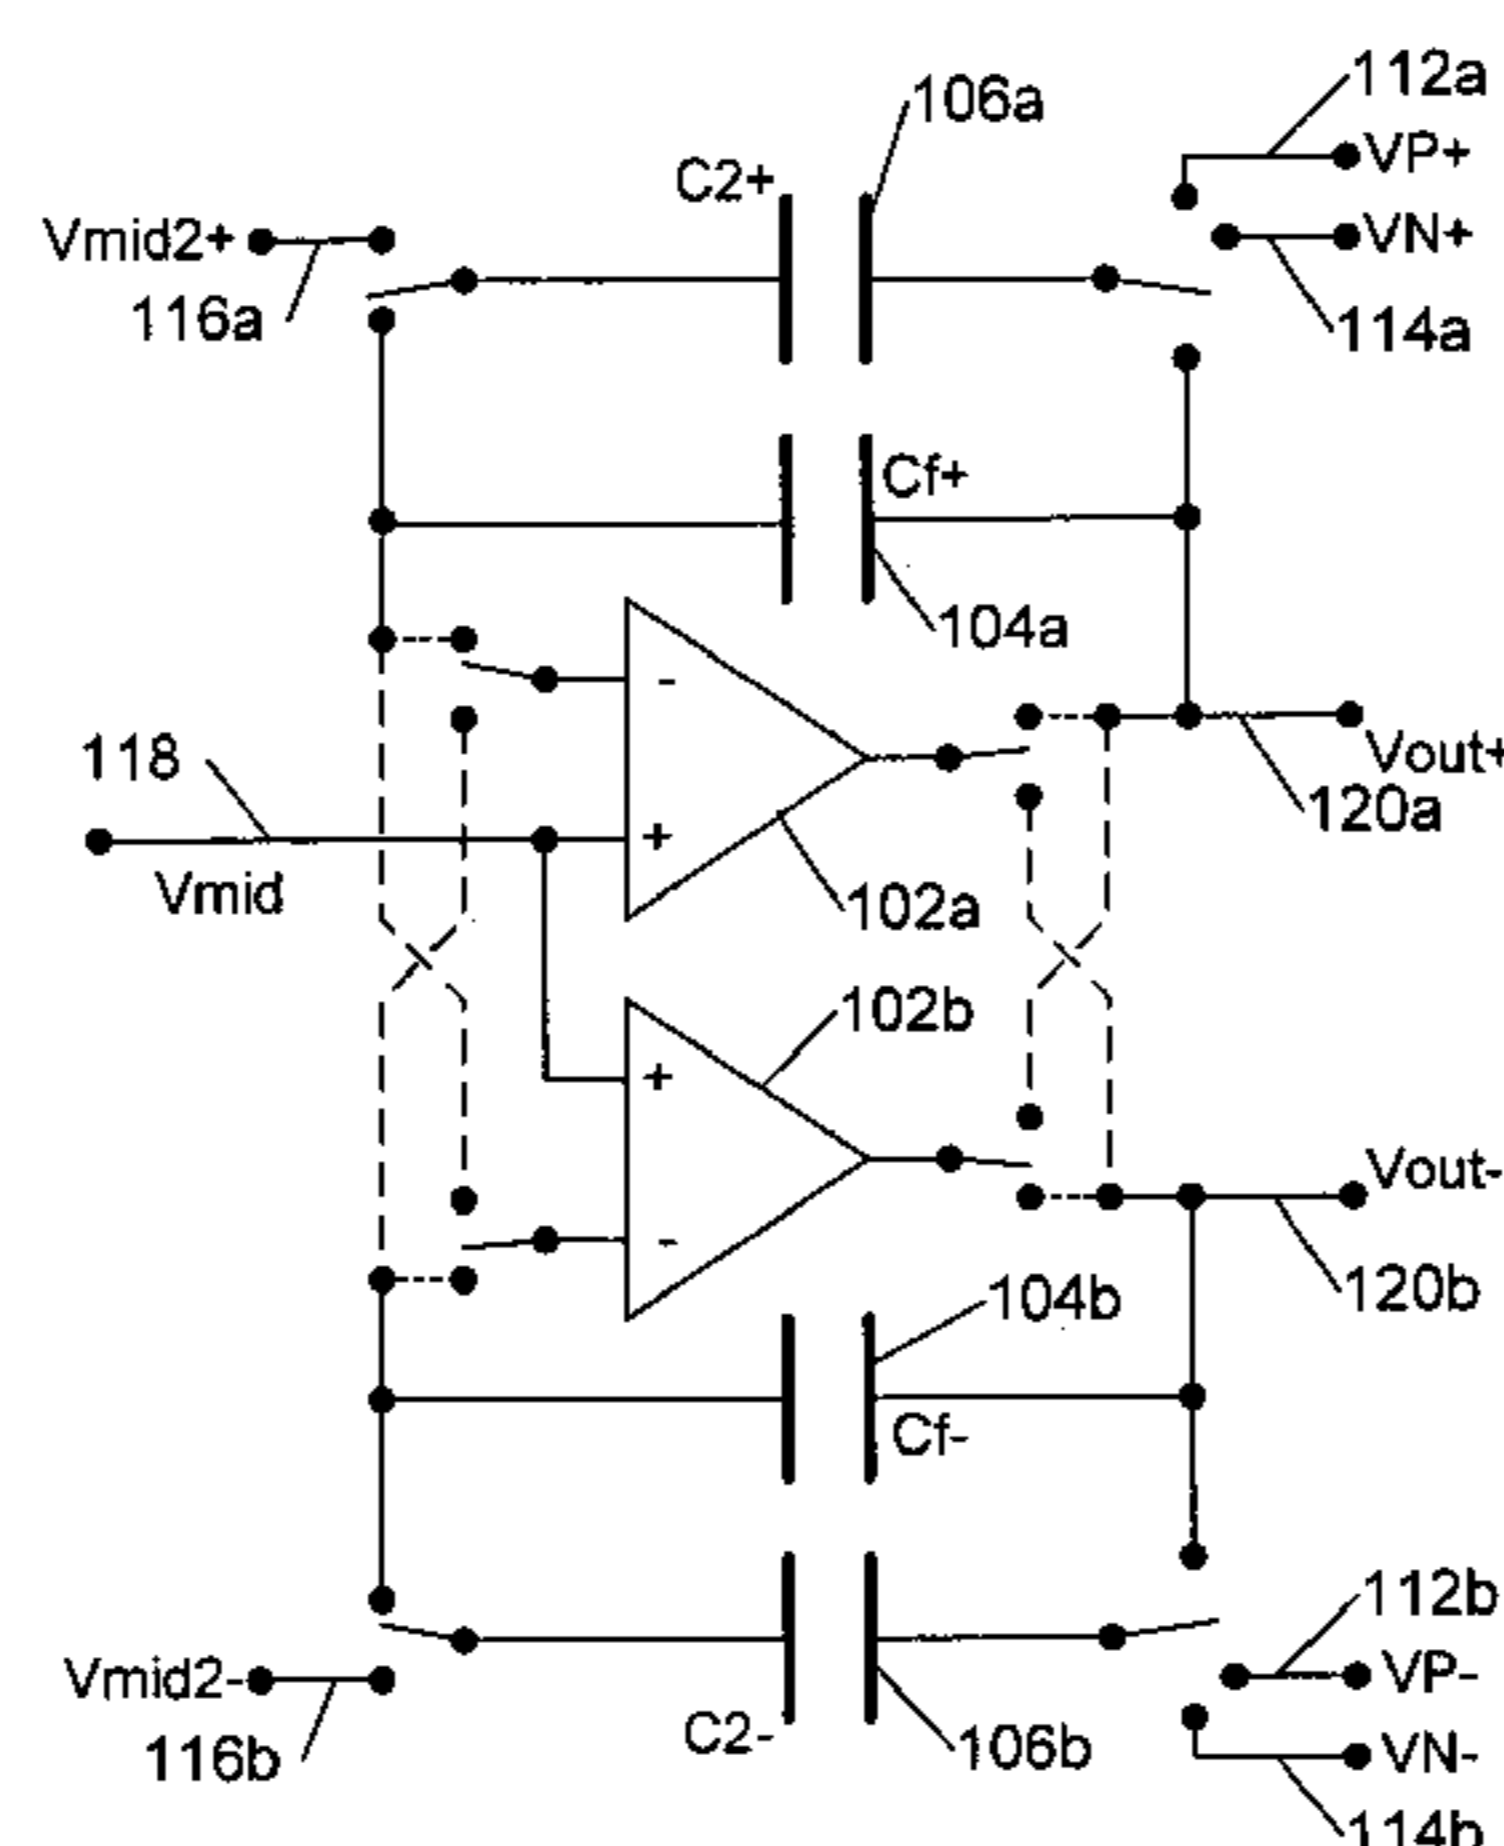 112a
106a
VP+
C2+
Vmid2+
VN+
116a
114a
Cf+
104a
-
118
Vout+
120a
+
Vmid
102a
102b
+
Vout-
-
104b
120b
Cf-
112b
Vmid2-
VP-
C2-
116b
106b
VN-
114b